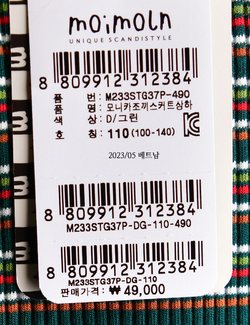 moimoln
UNIQUE SCANDISTYLE
8 809912 312384
품 번: M233STG37P-490
품 명: 모니카조끼스커트상하
색 상: D/그린
호 칭: 110 (100-140)
2023/05 베트남
8 809912 312384
M233STG37P-DG-110-490
8 809912 312384
M233STG37P-DG-110
판매가격: ₩ 49,000